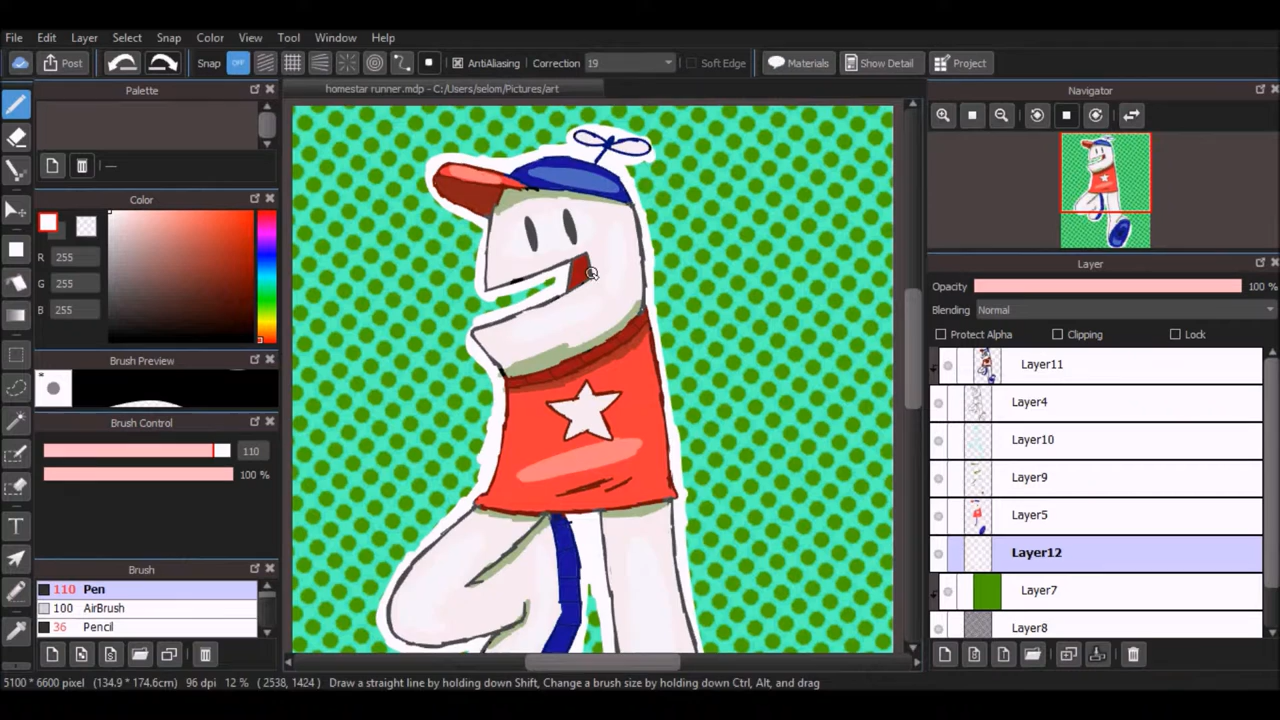 File Edit Layer Select Snap Color View Tool Window Help
Post Snap OFF AntiAliasing Correction 19 Soft Edge Materials Show Detail Project
Palette
homestar runner.mdp - C:/Users/selom/Pictures/art
Navigator
---
Color
R 255
G 255
B 255
Layer
Opacity 100 %
Blending Normal
Protect Alpha Clipping Lock
Brush Preview
*
Brush Control
110
100 %
Layer11
Layer4
Layer10
Layer9
Layer5
Layer12
Layer7
Layer8
T
Brush
110 Pen
100 AirBrush
36 Pencil
5100 * 6600 pixel (134.9 * 174.6cm) 96 dpi 12 % ( 2538, 1424 ) Draw a straight line by holding down Shift, Change a brush size by holding down Ctrl, Alt, and drag